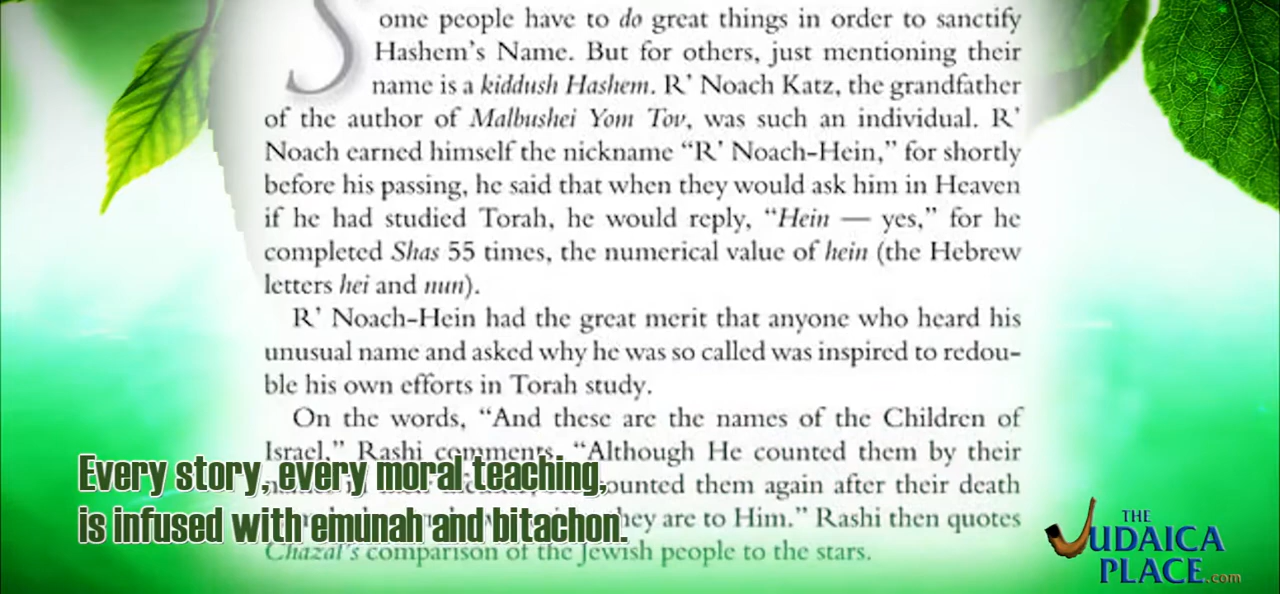 Some people have to do great things in order to sanctify
Hashem's Name. But for others, just mentioning their
name is a kiddush Hashem. R' Noach Katz, the grandfather
of the author of Malbushei Yom Tov, was such an individual. R'
Noach earned himself the nickname “R' Noach-Hein,” for shortly
before his passing, he said that when they would ask him in Heaven
if he had studied Torah, he would reply, “Hein — yes,” for he
completed Shas 55 times, the numerical value of hein (the Hebrew
letters hei and nun).
R' Noach-Hein had the great merit that anyone who heard his
unusual name and asked why he was so called was inspired to redou-
ble his own efforts in Torah study.
On the words, “And these are the names of the Children of
Israel,” Rashi comments, “Although He counted them by their
counted them again after their death
they are to Him.” Rashi then quotes
Chazal's comparison of the Jewish people to the stars.
Every story, every moral teaching,
is infused with emunah and bitachon.
THE
JUDAICA
PLACE.com